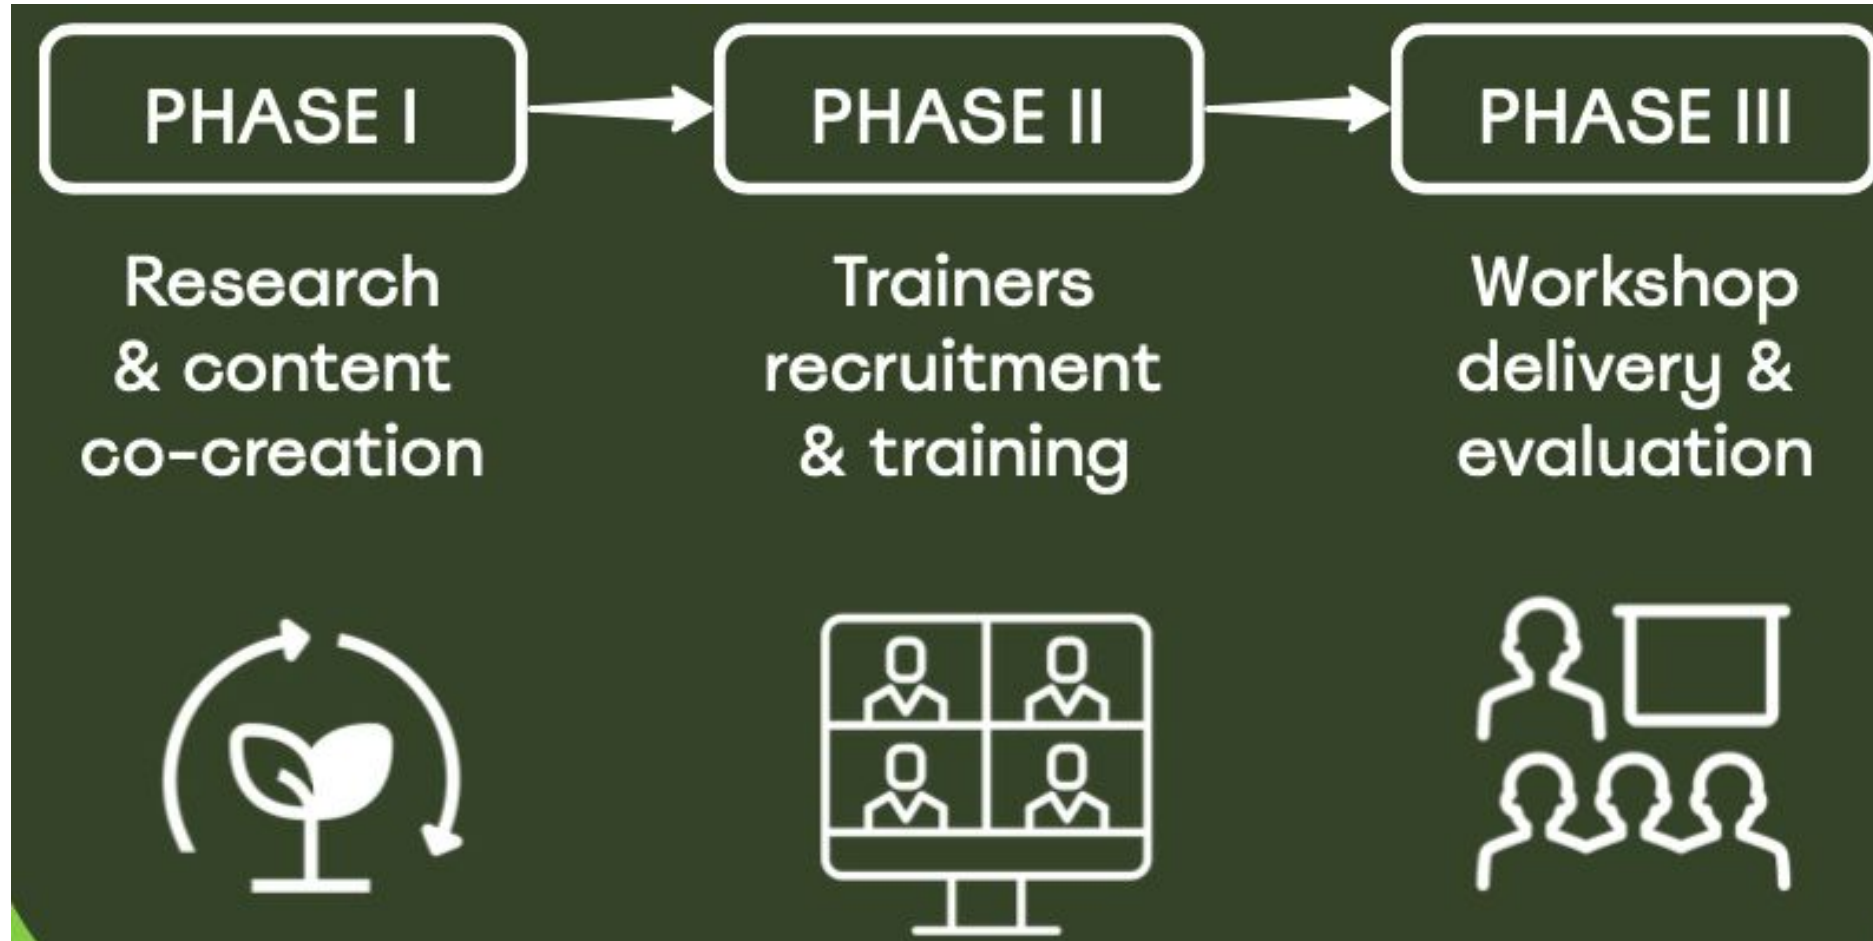 PHASE I
PHASE II
PHASE III
Research
& content
co-creation
Trainers
recruitment
& training
Workshop
delivery &
evaluation